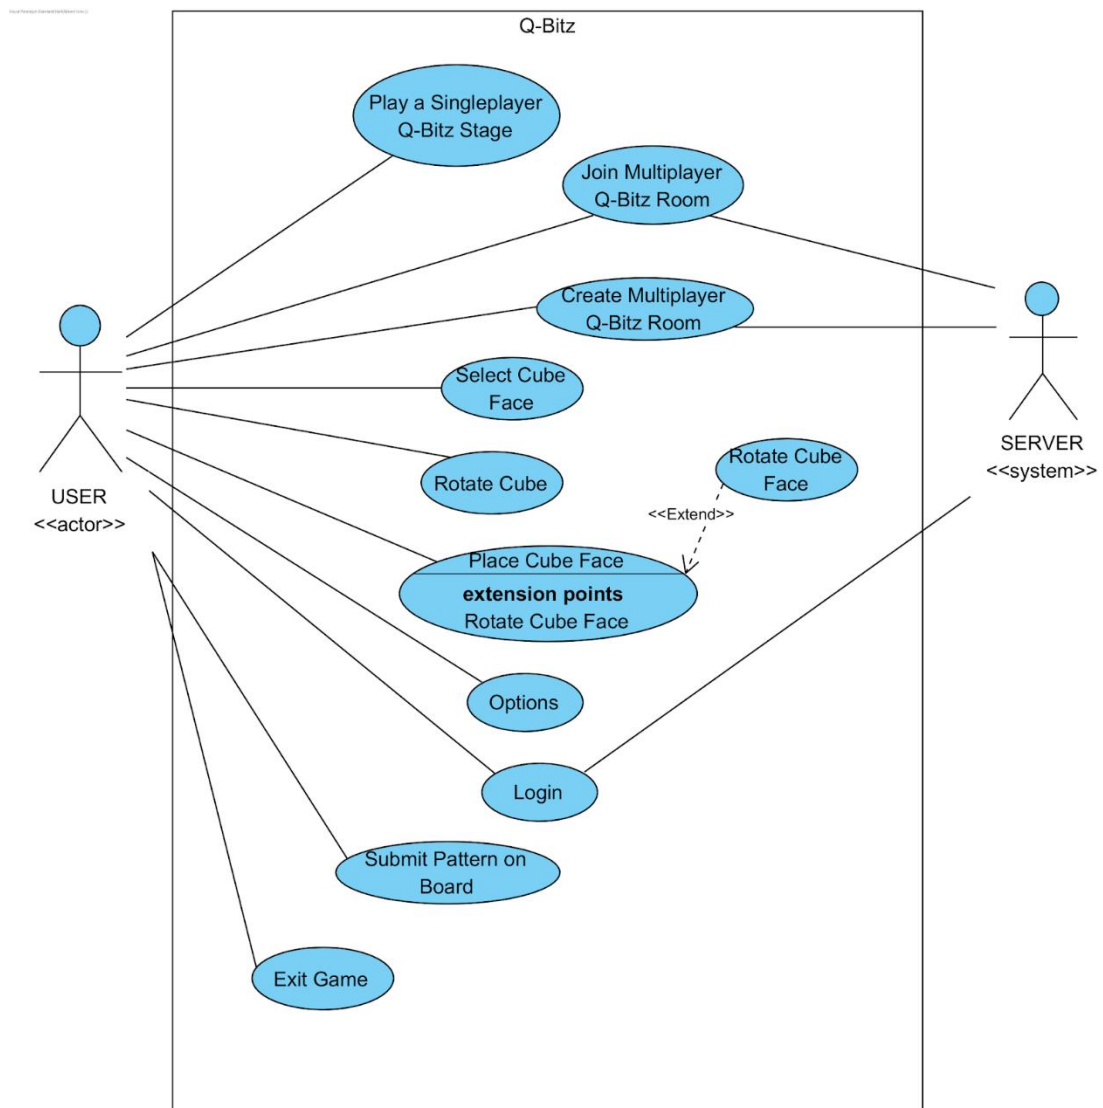 Q-Bitz
Play a Singleplayer
Q-Bitz Stage
Join Multiplayer
Q-Bitz Room
Create Multiplayer
Q-Bitz Room
Select Cube
Face
Rotate Cube
Rotate Cube
Face
<<Extend>>
Place Cube Face
extension points
Rotate Cube Face
Options
Login
Submit Pattern on
Board
Exit Game
USER
<<actor>>
SERVER
<<system>>